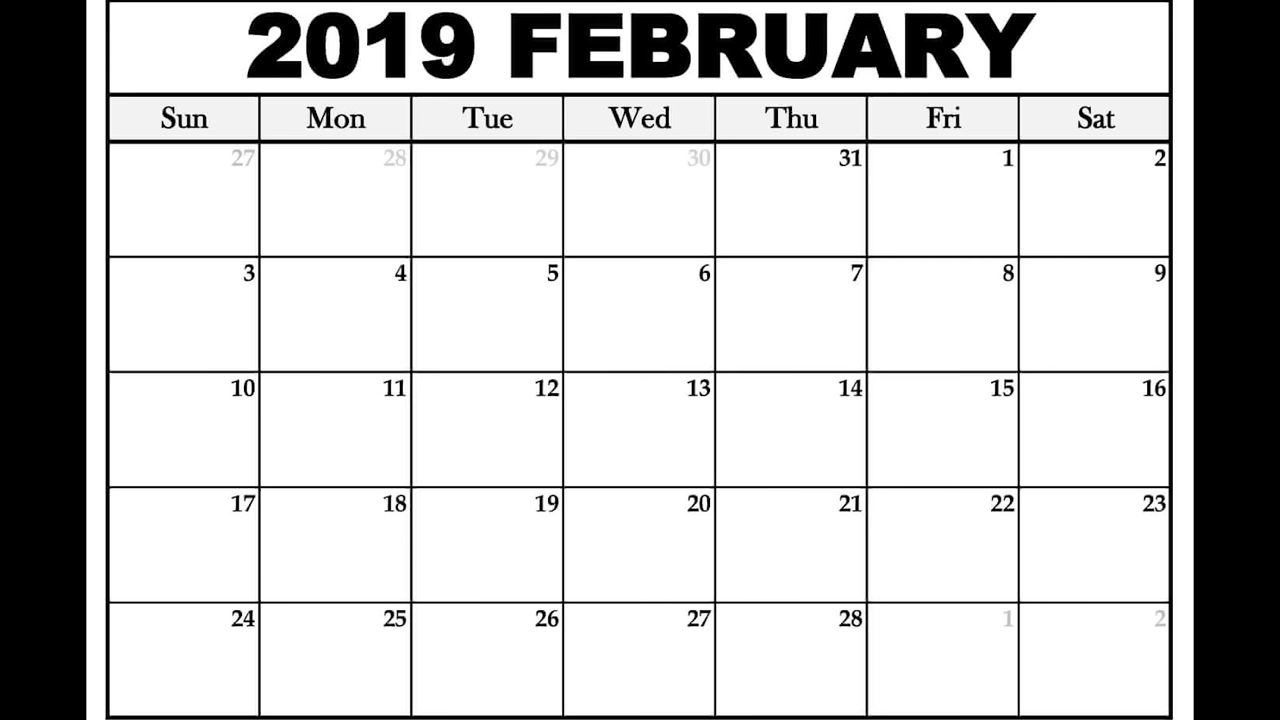 2019 FEBRUARY
Sun Mon Tue Wed Thu Fri Sat
27 28 29 30 31 1 2
3 4 5 6 7 8 9
10 11 12 13 14 15 16
17 18 19 20 21 22 23
24 25 26 27 28 1 2